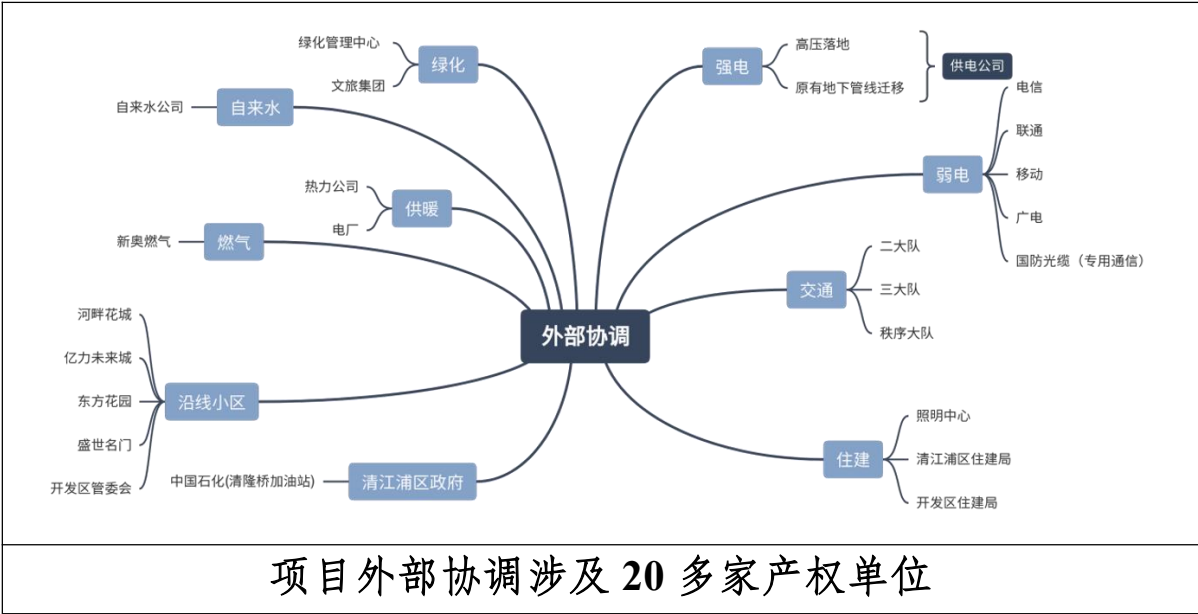 外部协调
绿化
绿化管理中心
文旅集团
自来水
自来水公司
供暖
热力公司
电厂
燃气
新奥燃气
沿线小区
河畔花城
亿力未来城
东方花园
盛世名门
开发区管委会
清江浦区政府
中国石化(清隆桥加油站)
强电
高压落地
原有地下管线迁移
供电公司
弱电
电信
联通
移动
广电
国防光缆（专用通信）
交通
二大队
三大队
秩序大队
住建
照明中心
清江浦区住建局
开发区住建局
项目外部协调涉及 20 多家产权单位